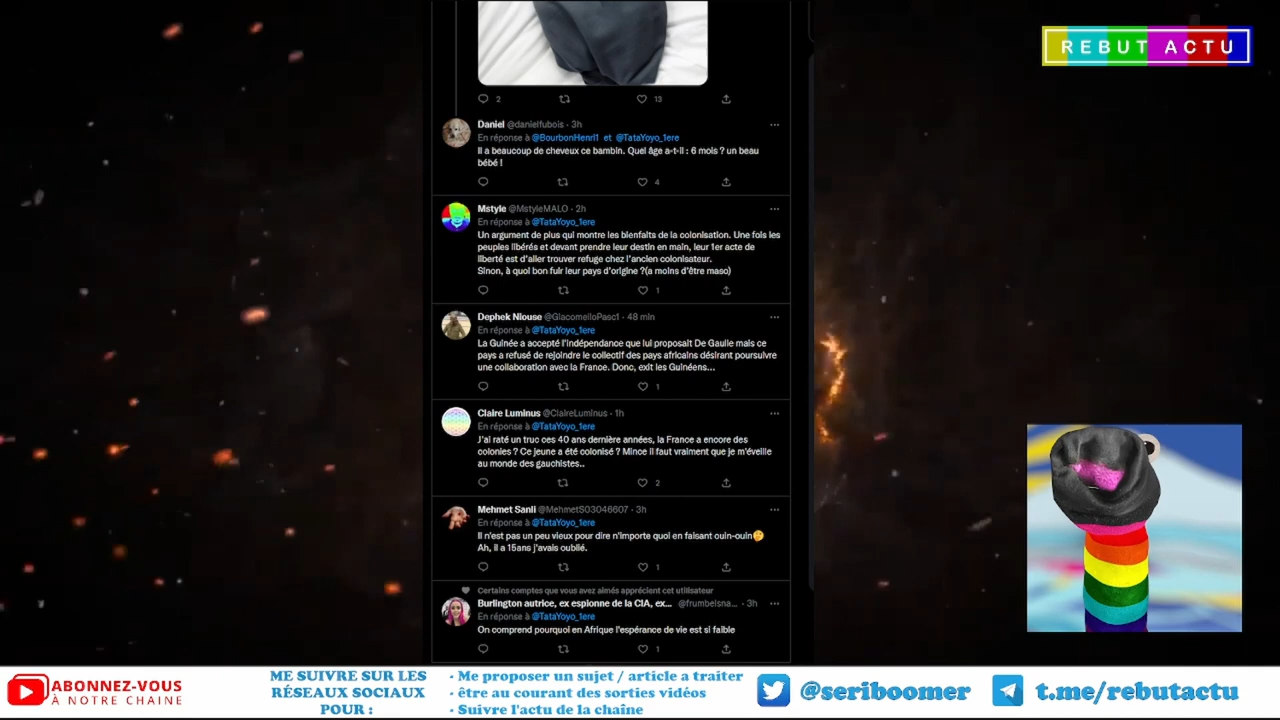 REBUT ACTU
2 13
Daniel @danielfubois · 3h
En réponse à @BourbonHenri1 et @TataYoyo_1ere
Il a beaucoup de cheveux ce bambin. Quel âge a-t-il : 6 mois ? un beau
bébé !
4
Mstyle @MstyleMALO · 2h
En réponse à @TataYoyo_1ere
Un argument de plus qui montre les bienfaits de la colonisation. Une fois les
peuples libérés et devant prendre leur destin en main, leur 1er acte de
liberté est d'aller trouver refuge chez l'ancien colonisateur.
Sinon, à quoi bon fuir leur pays d'origine ?(a moins d'être maso)
1
Dephek Niouse @GiacomelloPasc1 · 48 min
En réponse à @TataYoyo_1ere
La Guinée a accepté l'indépendance que lui proposait De Gaulle mais ce
pays a refusé de rejoindre le collectif des pays africains désirant poursuivre
une collaboration avec la France. Donc, exit les Guinéens...
1
Claire Luminus @ClaireLuminus · 1h
En réponse à @TataYoyo_1ere
J'ai raté un truc ces 40 ans dernière années, la France a encore des
colonies ? Ce jeune a été colonisé ? Mince il faut vraiment que je m'éveille
au monde des gauchistes..
2
Mehmet Sanli @MehmetS03046607 · 3h
En réponse à @TataYoyo_1ere
Il n'est pas un peu vieux pour dire n'importe quoi en faisant ouin-ouin🤔
Ah, il a 15ans j'avais oublié.
1
Certains comptes que vous avez aimés apprécient cet utilisateur
Burlington autrice, ex espionne de la CIA, ex... @frumbeisna... · 3h
En réponse à @TataYoyo_1ere
On comprend pourquoi en Afrique l'espérance de vie est si faible
1
ABONNEZ-VOUS
À NOTRE CHAINE
ME SUIVRE SUR LES
RÉSEAUX SOCIAUX
POUR :
· Me proposer un sujet / article a traiter
· être au courant des sorties vidéos
· Suivre l'actu de la chaîne
@seriboomer
t.me/rebutactu